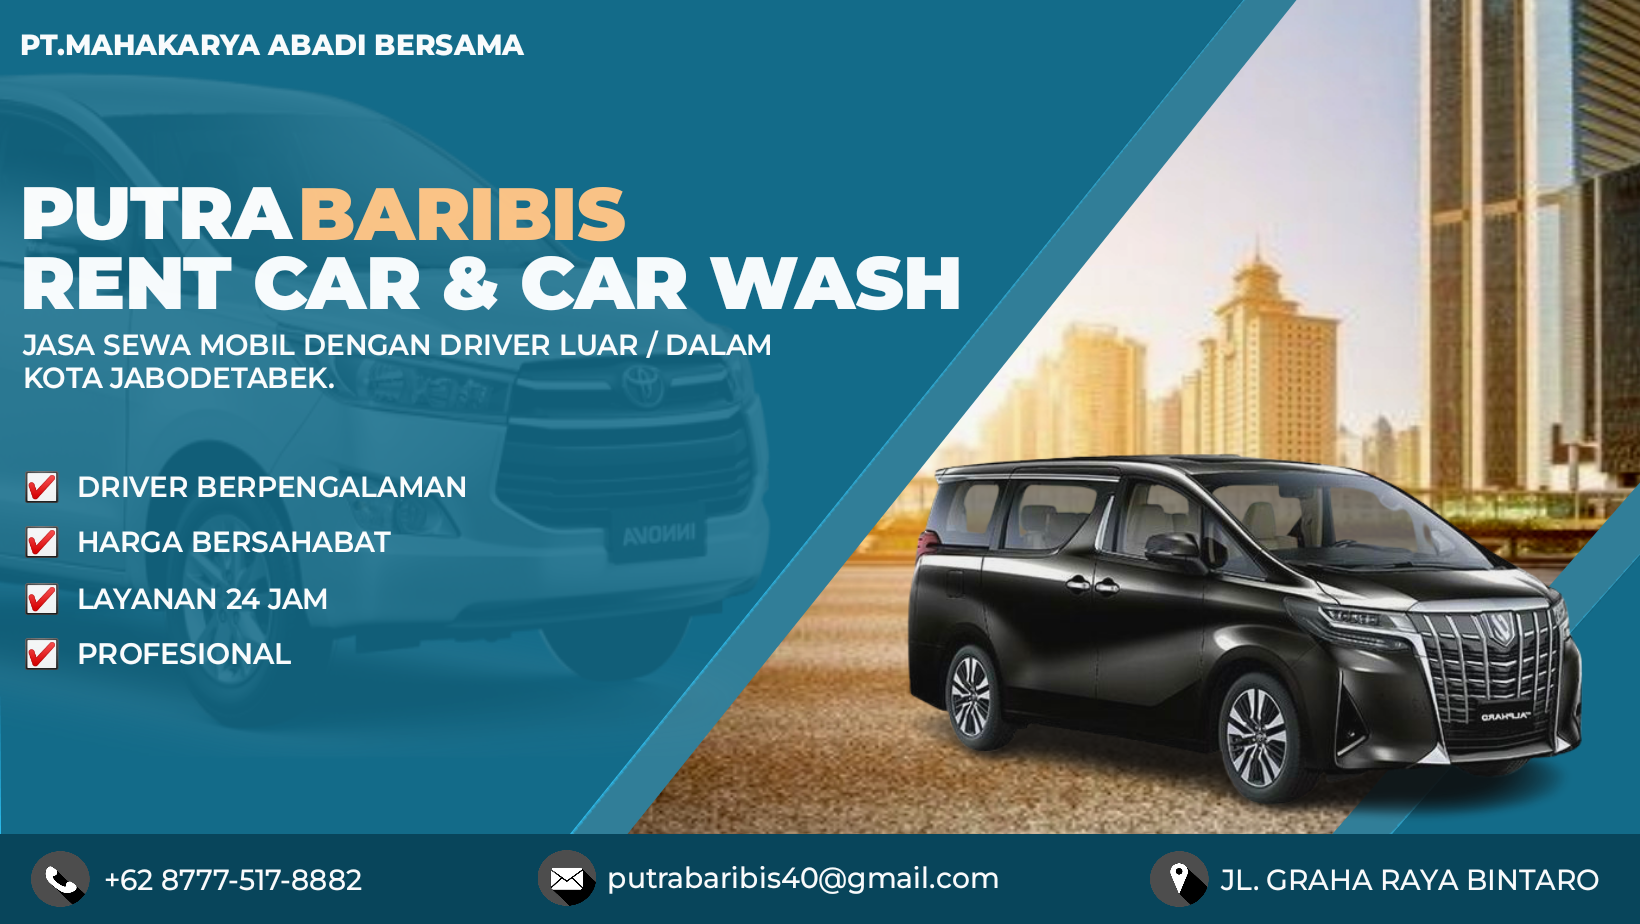 PT.MAHAKARYA ABADI BERSAMA
PUTRA BARIBIS
RENT CAR & CAR WASH
JASA SEWA MOBIL DENGAN DRIVER LUAR / DALAM
KOTA JABODETABEK.
DRIVER BERPENGALAMAN
HARGA BERSAHABAT
LAYANAN 24 JAM
PROFESIONAL
INNOVA
ALPHARD
+62 8777-517-8882
putrabaribis40@gmail.com
JL. GRAHA RAYA BINTARO